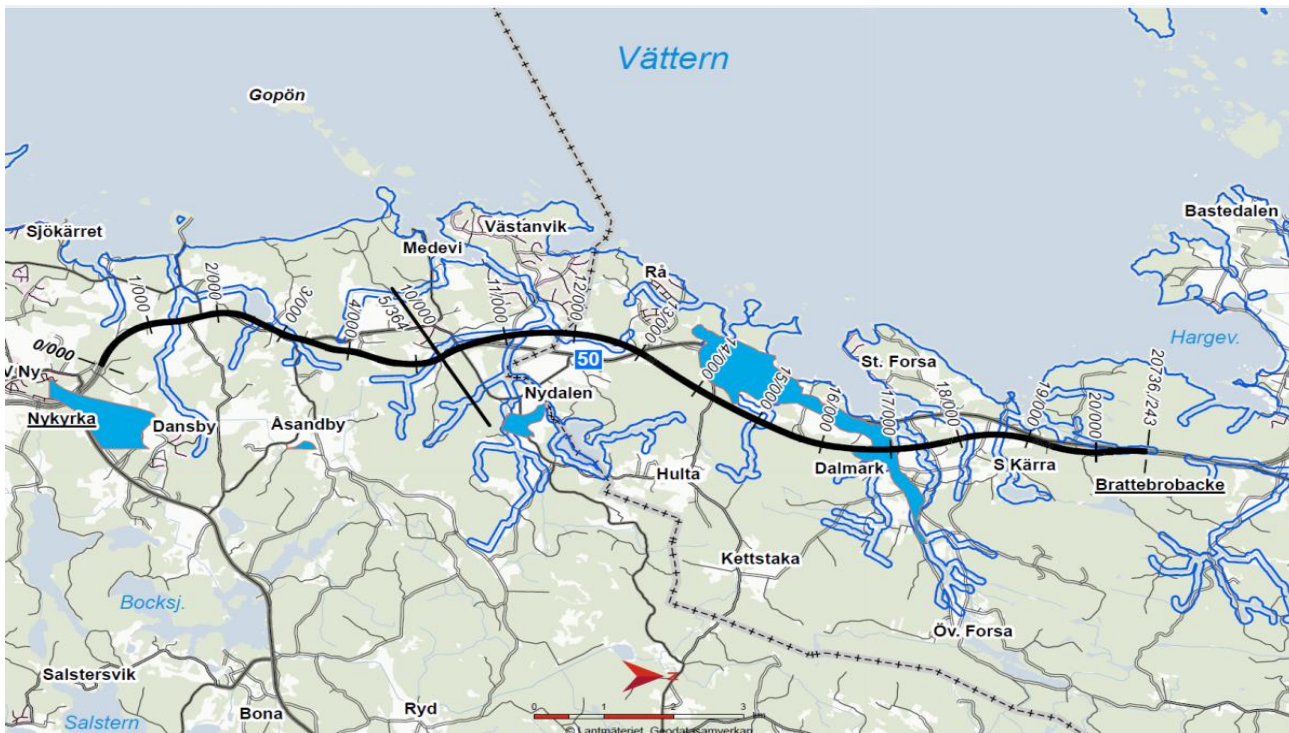 Vättern
Gopön
Bastedalen
Sjökärret
Västanvik
Medevi
Rå
Hargev.
1/000
2/000
3/000
4/000
5/364
10/000
11/000
12/000
13/000
14/000
15/000
16/000
17/000
18/000
19/000
20/000
20736./243
0/000
St. Forsa
50
V Ny
Nykyrka
Dansby
Åsandby
Nydalen
Hulta
Dalmark
S Kärra
Brattebrobacke
Kettstaka
Bocksj.
Öv. Forsa
Salstersvik
Salstern
Bona
Ryd
0 1 2 3 km
© Lantmäteriet, Geodatasamverkan